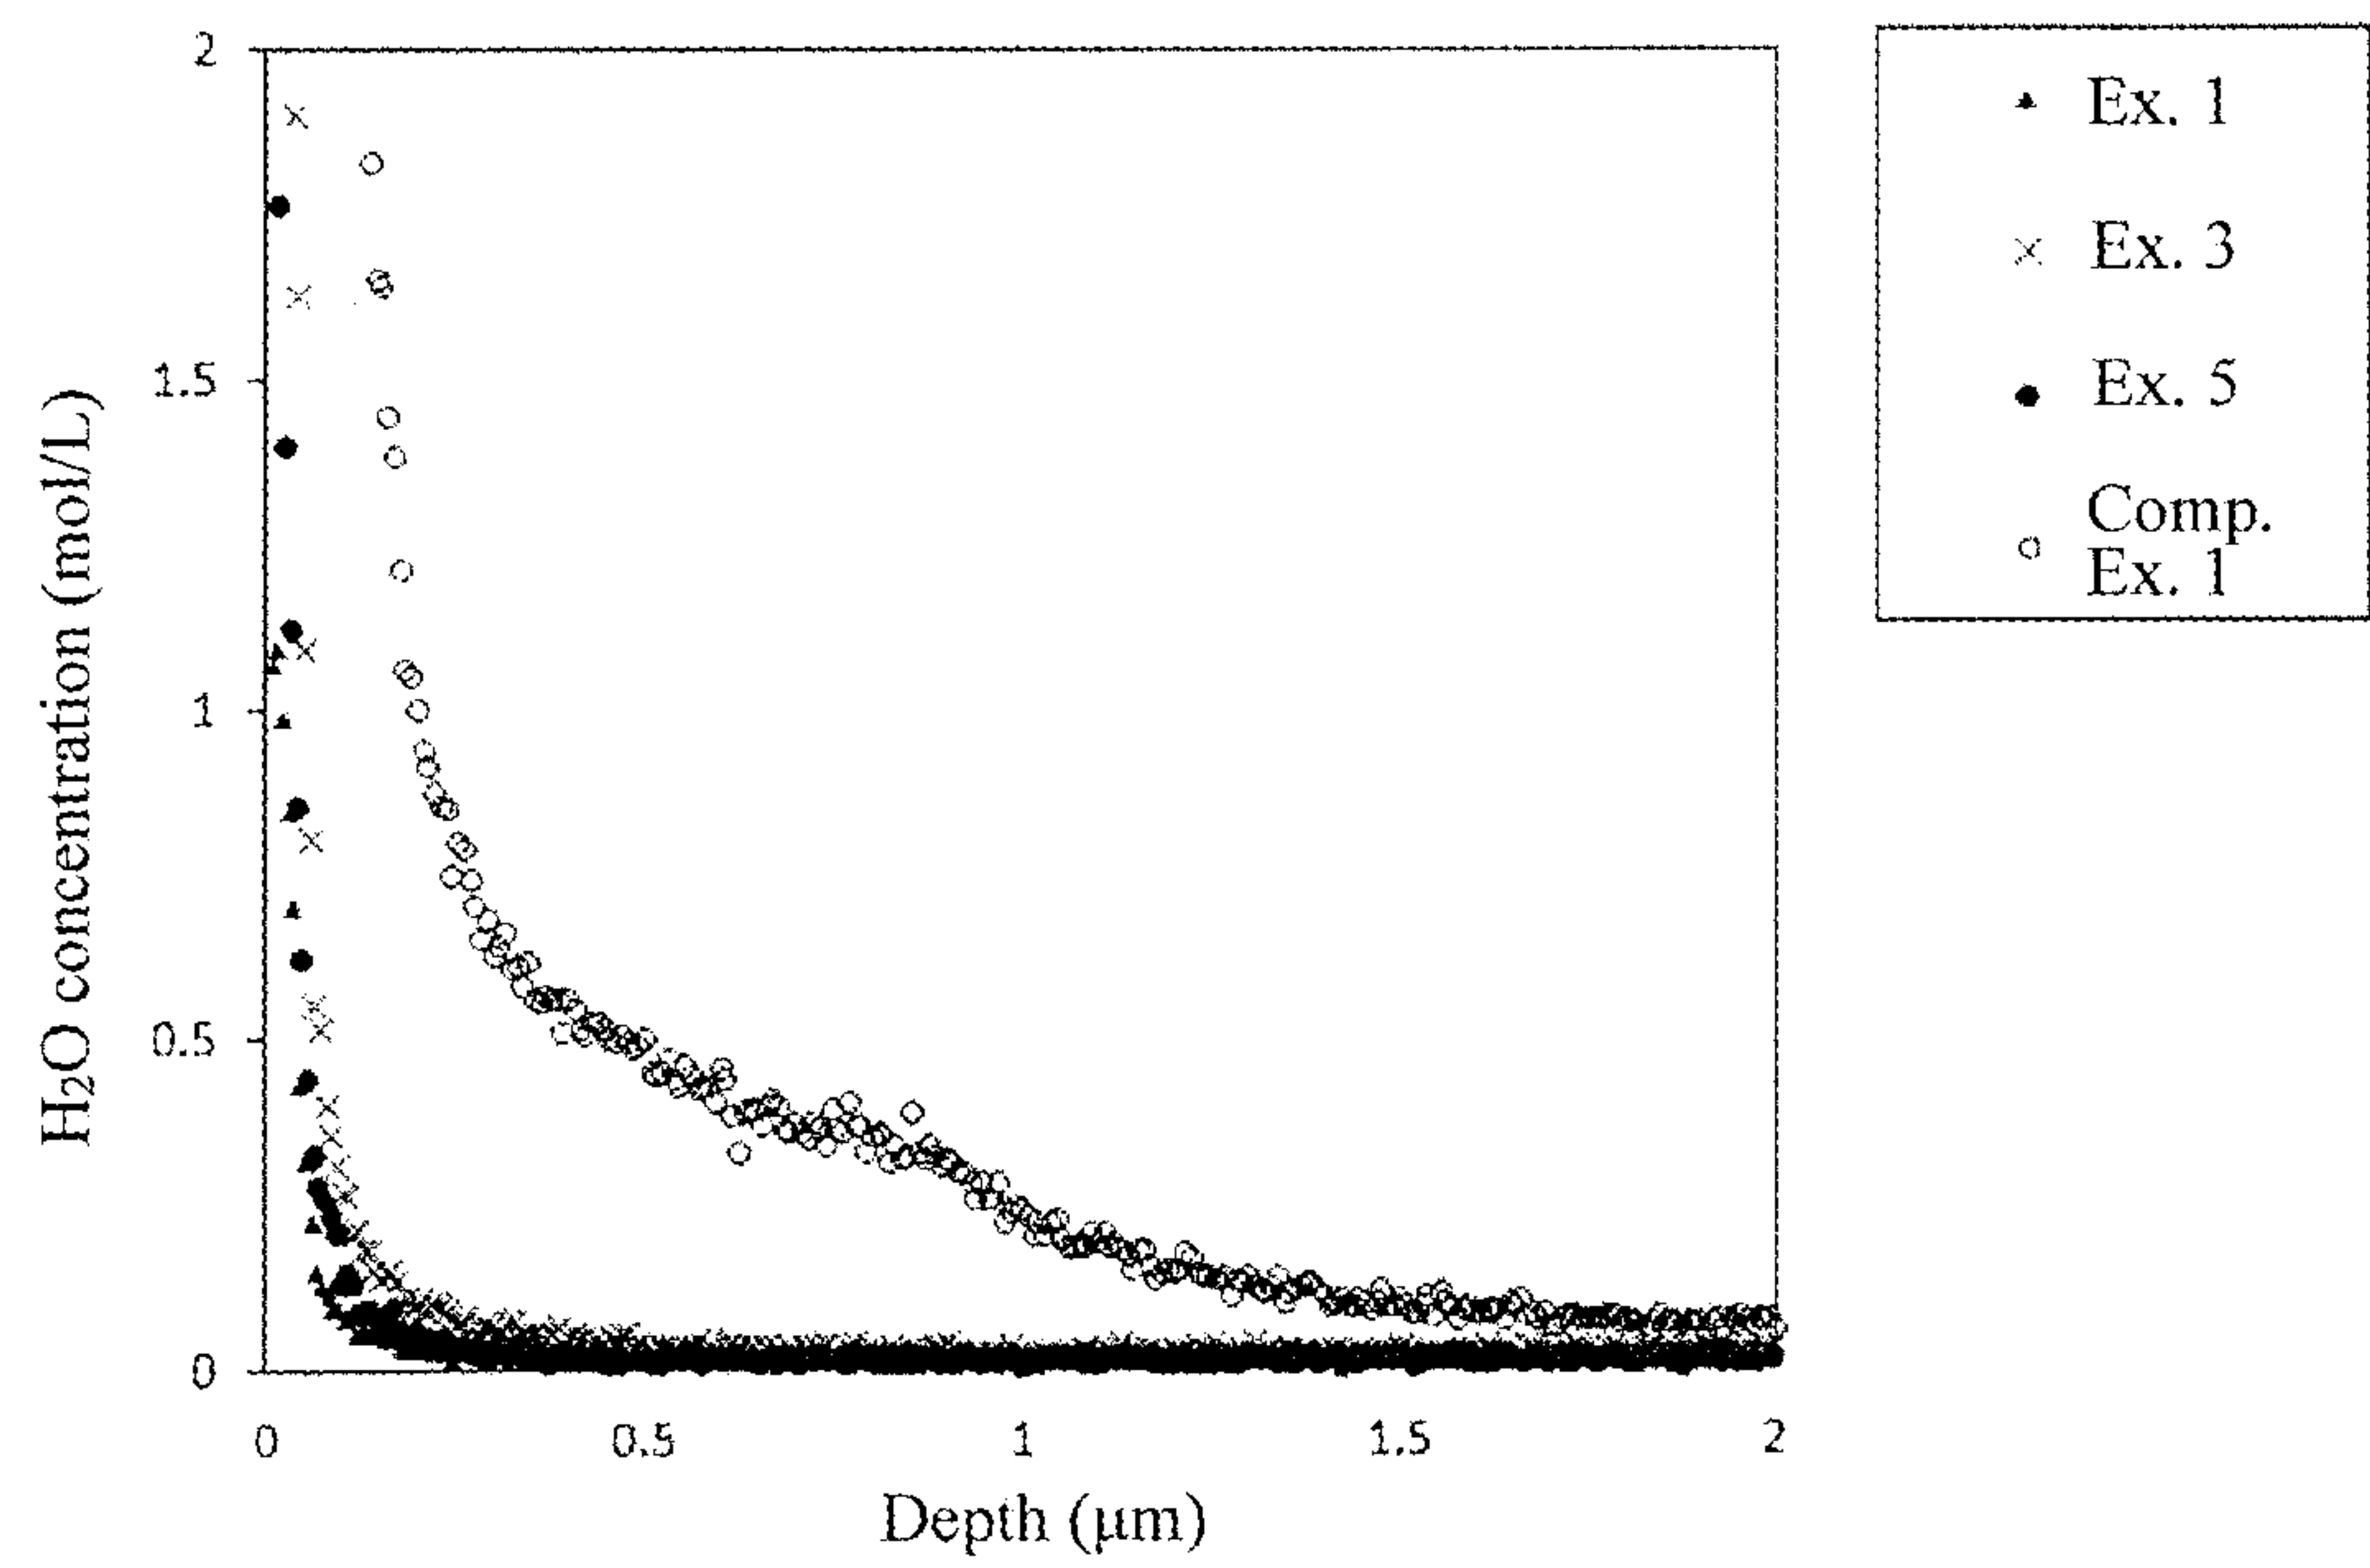 2
1.5
1
0.5
0
H₂O concentration (mol/L)
0
0.5
1
1.5
2
Depth (μm)
Ex. 1
Ex. 3
Ex. 5
Comp.
Ex. 1